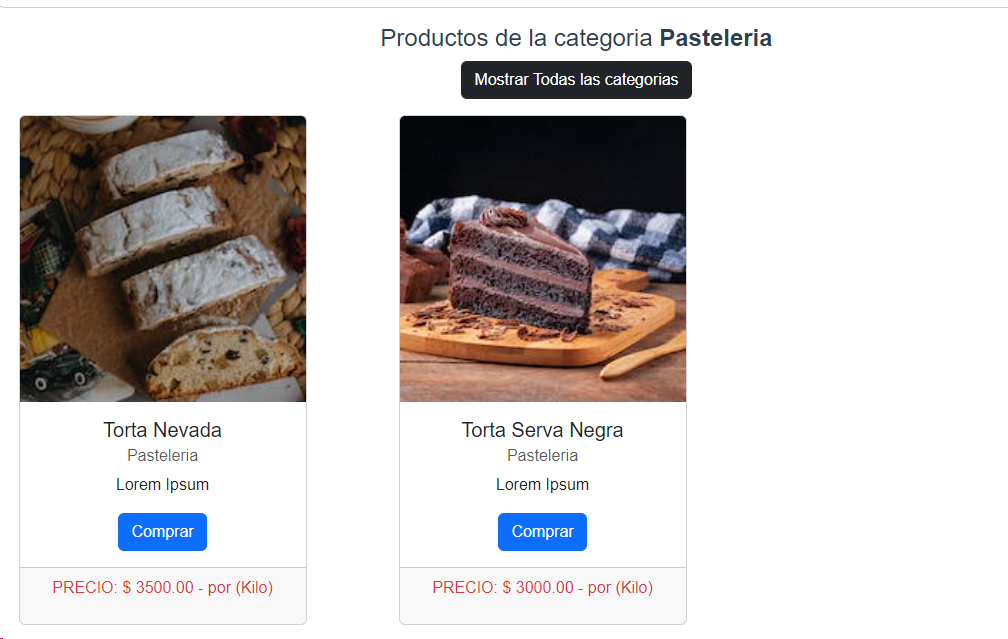 Productos de la categoria Pasteleria
Mostrar Todas las categorias
Torta Nevada
Pasteleria
Lorem Ipsum
Comprar
PRECIO: $ 3500.00 - por (Kilo)
Torta Serva Negra
Pasteleria
Lorem Ipsum
Comprar
PRECIO: $ 3000.00 - por (Kilo)